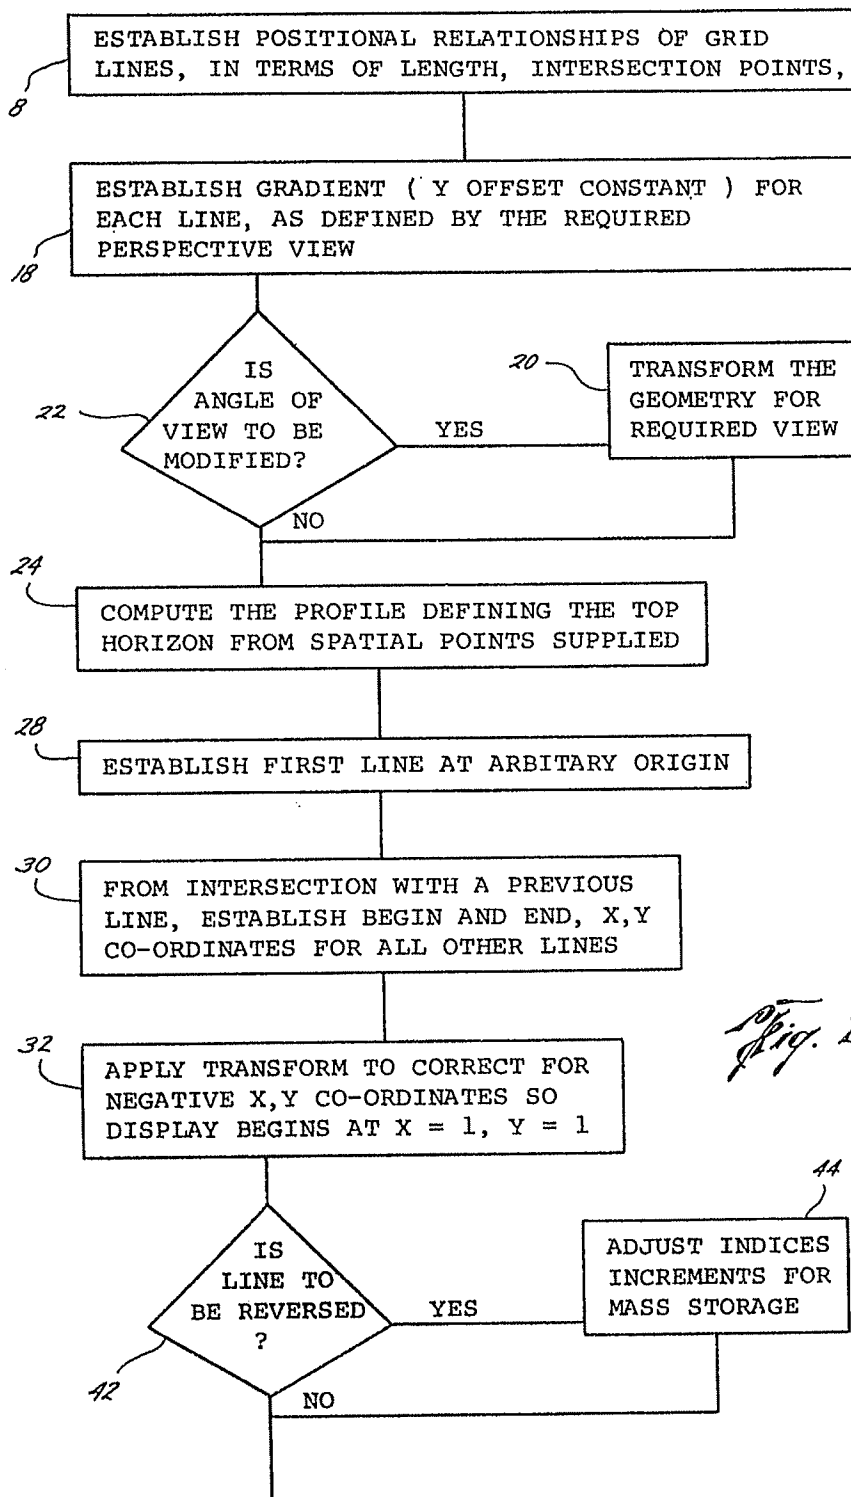 ESTABLISH POSITIONAL RELATIONSHIPS OF GRID
LINES, IN TERMS OF LENGTH, INTERSECTION POINTS,
8
ESTABLISH GRADIENT ( Y OFFSET CONSTANT ) FOR
EACH LINE, AS DEFINED BY THE REQUIRED
PERSPECTIVE VIEW
18
IS
ANGLE OF
VIEW TO BE
MODIFIED?
22
YES
20
TRANSFORM THE
GEOMETRY FOR
REQUIRED VIEW
NO
24
COMPUTE THE PROFILE DEFINING THE TOP
HORIZON FROM SPATIAL POINTS SUPPLIED
28
ESTABLISH FIRST LINE AT ARBITARY ORIGIN
30
FROM INTERSECTION WITH A PREVIOUS
LINE, ESTABLISH BEGIN AND END, X,Y
CO-ORDINATES FOR ALL OTHER LINES
Fig.
32
APPLY TRANSFORM TO CORRECT FOR
NEGATIVE X,Y CO-ORDINATES SO
DISPLAY BEGINS AT X = 1, Y = 1
IS
LINE TO
BE REVERSED
?
42
YES
44
ADJUST INDICES
INCREMENTS FOR
MASS STORAGE
NO